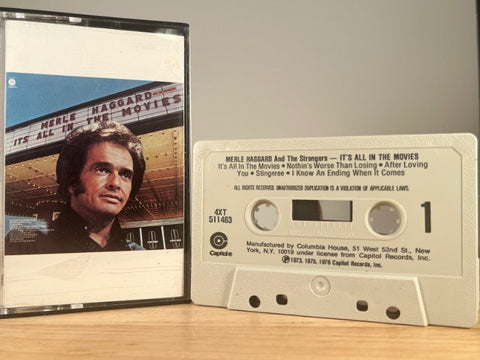 MERLE HAGGARD
ITS ALL IN THE MOVIES
MERLE HAGGARD And The Strangers — IT'S ALL IN THE MOVIES
It's All In The Movies • Nothin's Worse Than Losing • After Loving
You • Stingeree • I Know An Ending When It Comes
ALL RIGHTS RESERVED. UNAUTHORIZED DUPLICATION IS A VIOLATION OF APPLICABLE LAWS.
4XT
511483
1
Capitol
Manufactured by Columbia House, 51 West 52nd St., New
York, N.Y. 10019 under license from Capitol Records, Inc.
Ⓟ1973, 1975, 1976 Capitol Records, Inc.